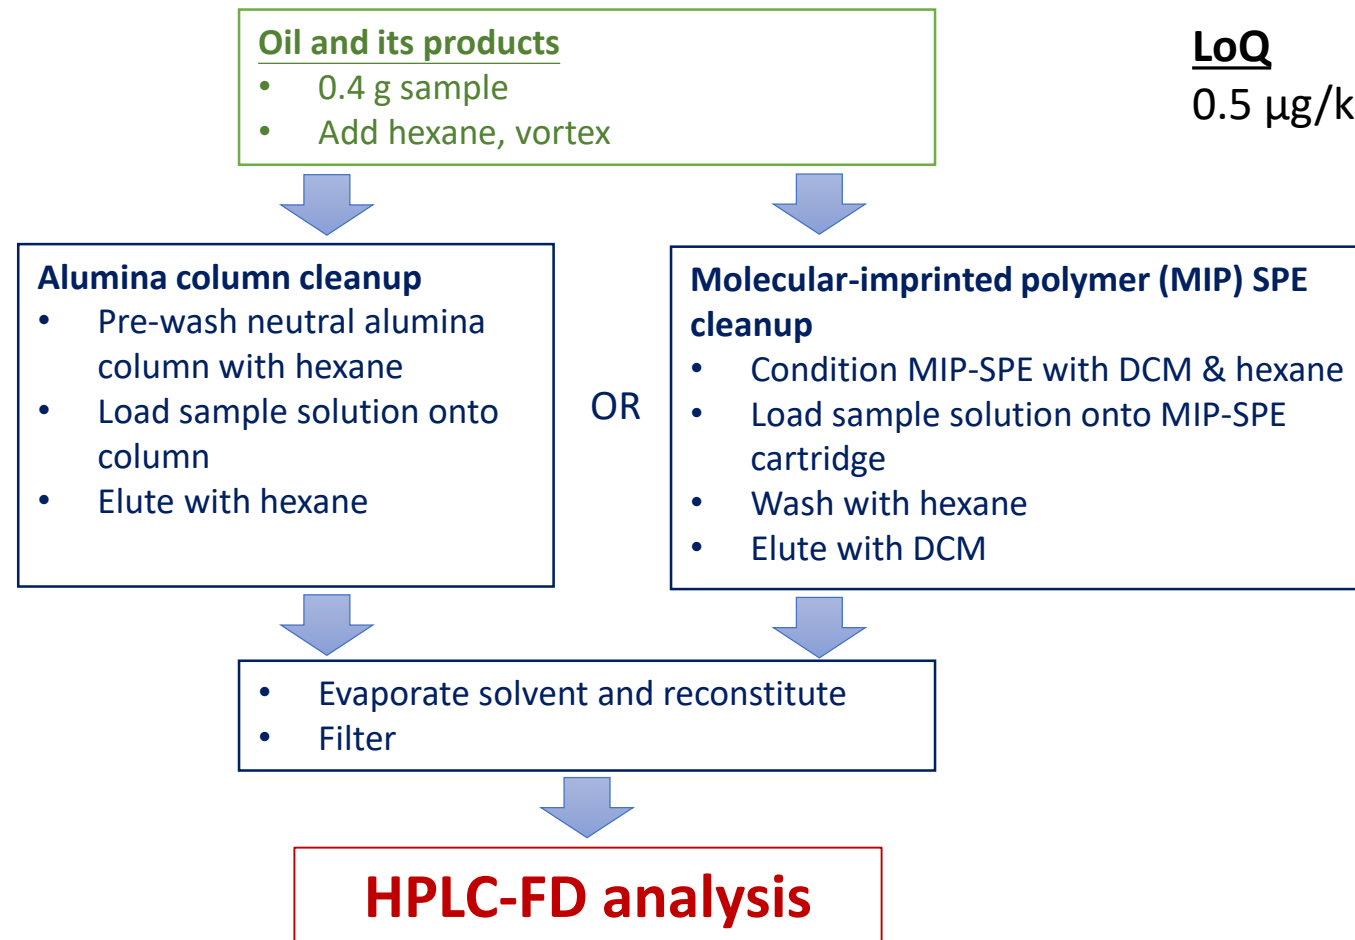 Oil and its products
• 0.4 g sample
• Add hexane, vortex
LoQ
0.5 µg/k
Alumina column cleanup
• Pre-wash neutral alumina
column with hexane
• Load sample solution onto
column
• Elute with hexane
OR
Molecular-imprinted polymer (MIP) SPE
cleanup
• Condition MIP-SPE with DCM & hexane
• Load sample solution onto MIP-SPE
cartridge
• Wash with hexane
• Elute with DCM
• Evaporate solvent and reconstitute
• Filter
HPLC-FD analysis